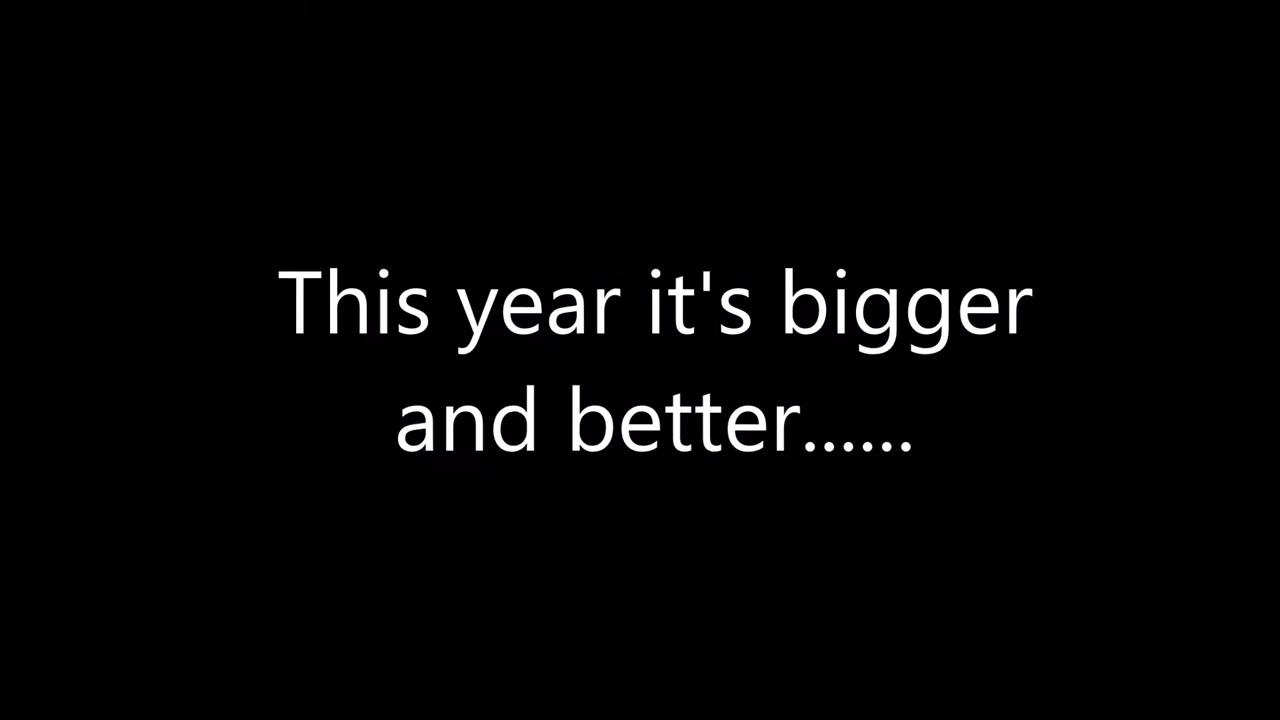 This year it's bigger
and better......